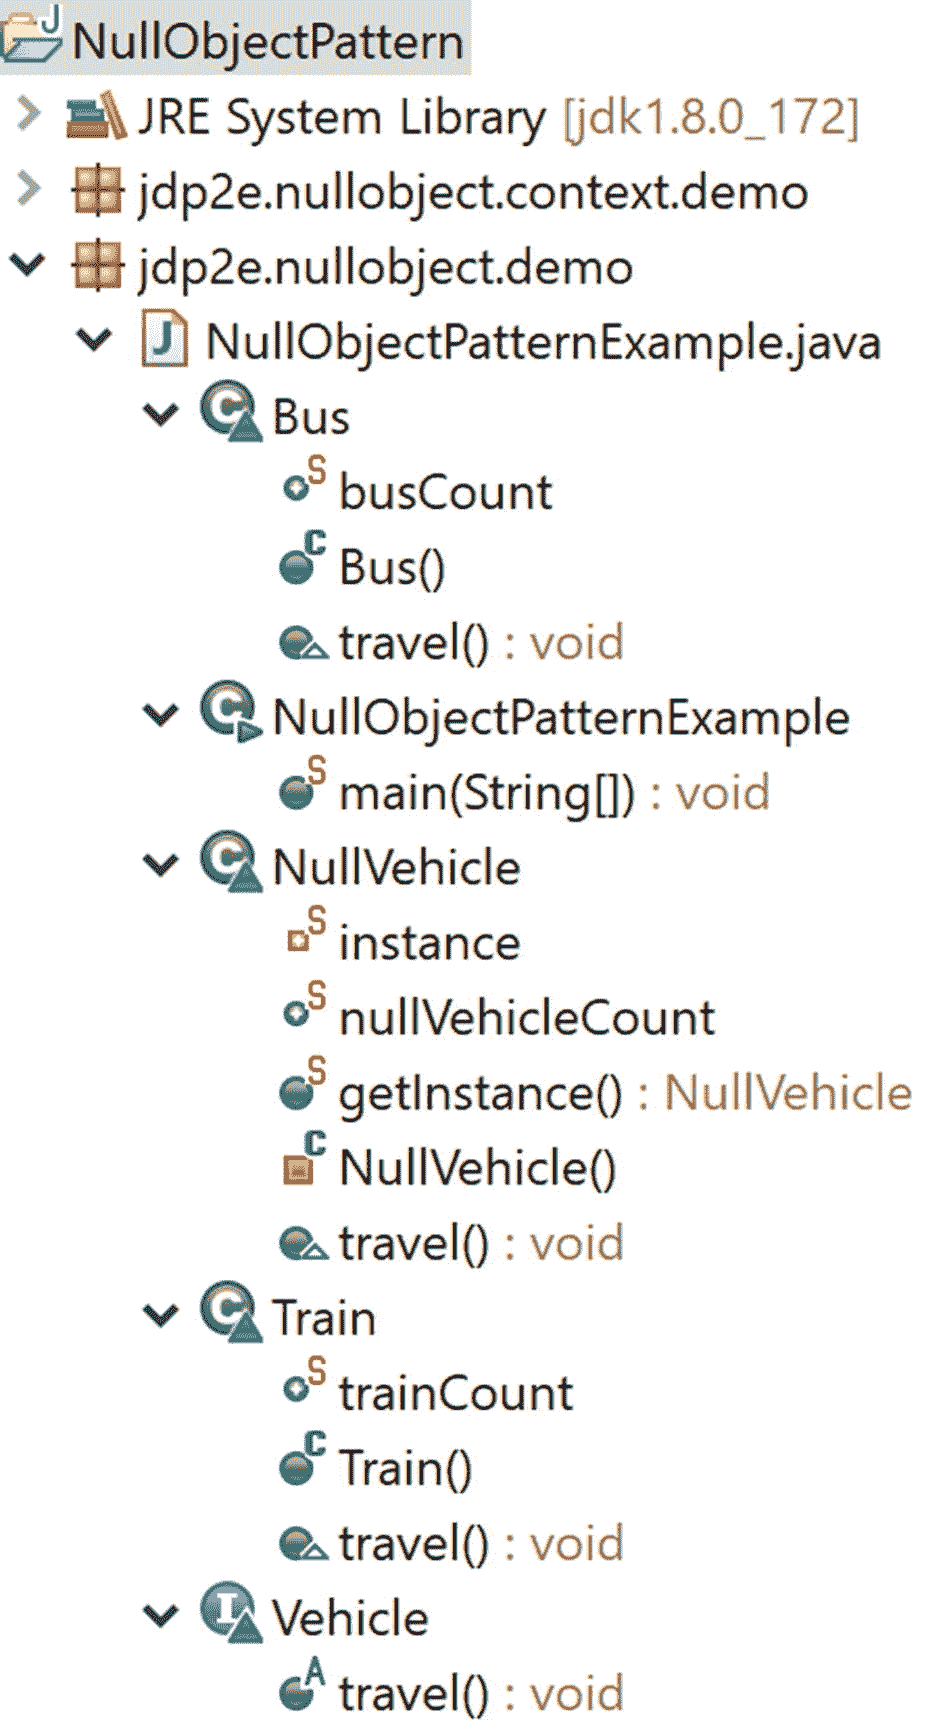 NullObjectPattern
JRE System Library [jdk1.8.0_172]
jdp2e.nullobject.context.demo
jdp2e.nullobject.demo
NullObjectPatternExample.java
Bus
busCount
Bus()
travel() : void
NullObjectPatternExample
main(String[]) : void
NullVehicle
instance
nullVehicleCount
getInstance() : NullVehicle
NullVehicle()
travel() : void
Train
trainCount
Train()
travel() : void
Vehicle
travel() : void